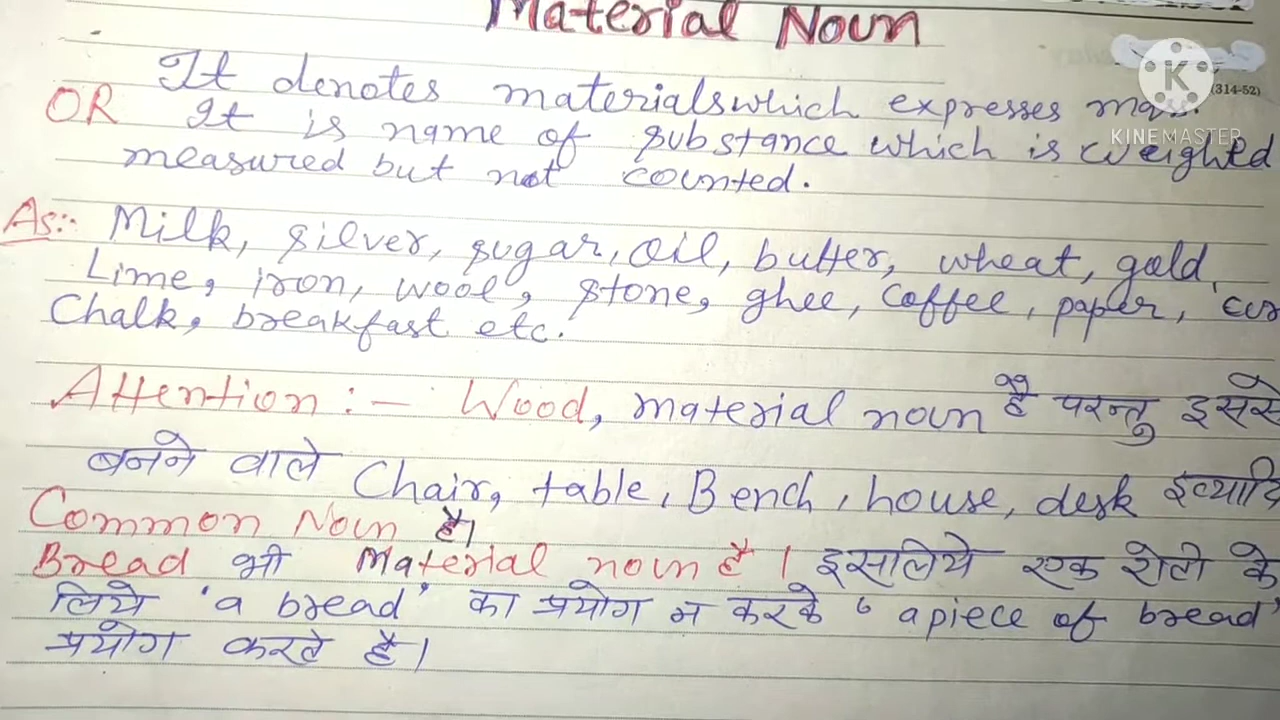 Material Noun
(314-52)
It denotes materials which expresses mass.
OR It is name of substance which is weighted
measured but not counted.
As:- Milk, silver, sugar, oil, butter, wheat, gold,
Lime, iron, wool, stone, ghee, coffee, paper,
Chalk, breakfast etc.
Attention :- Wood, material noun है परन्तु इससे
बनने वाले Chair, table, Bench, house, desk इत्यादि
Common Noun है।
Bread भी Material noun है। इसलिये एक रोटी के
लिये 'a bread' का प्रयोग न करके 'a piece of bread'
प्रयोग करते है।
K
KINEMASTER